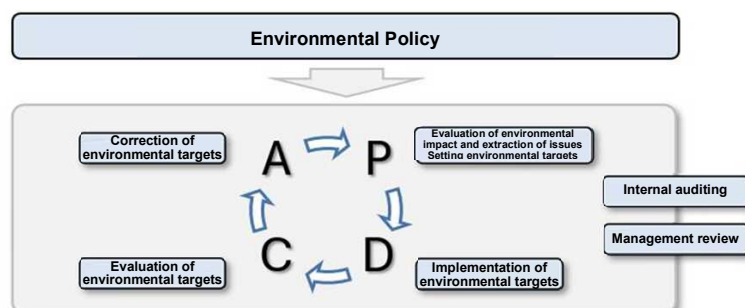 Environmental Policy
Correction of
environmental targets
A
P
Evaluation of environmental
impact and extraction of issues
Setting environmental targets
Internal auditing
Management review
Evaluation of
environmental targets
C
D
Implementation of
environmental targets